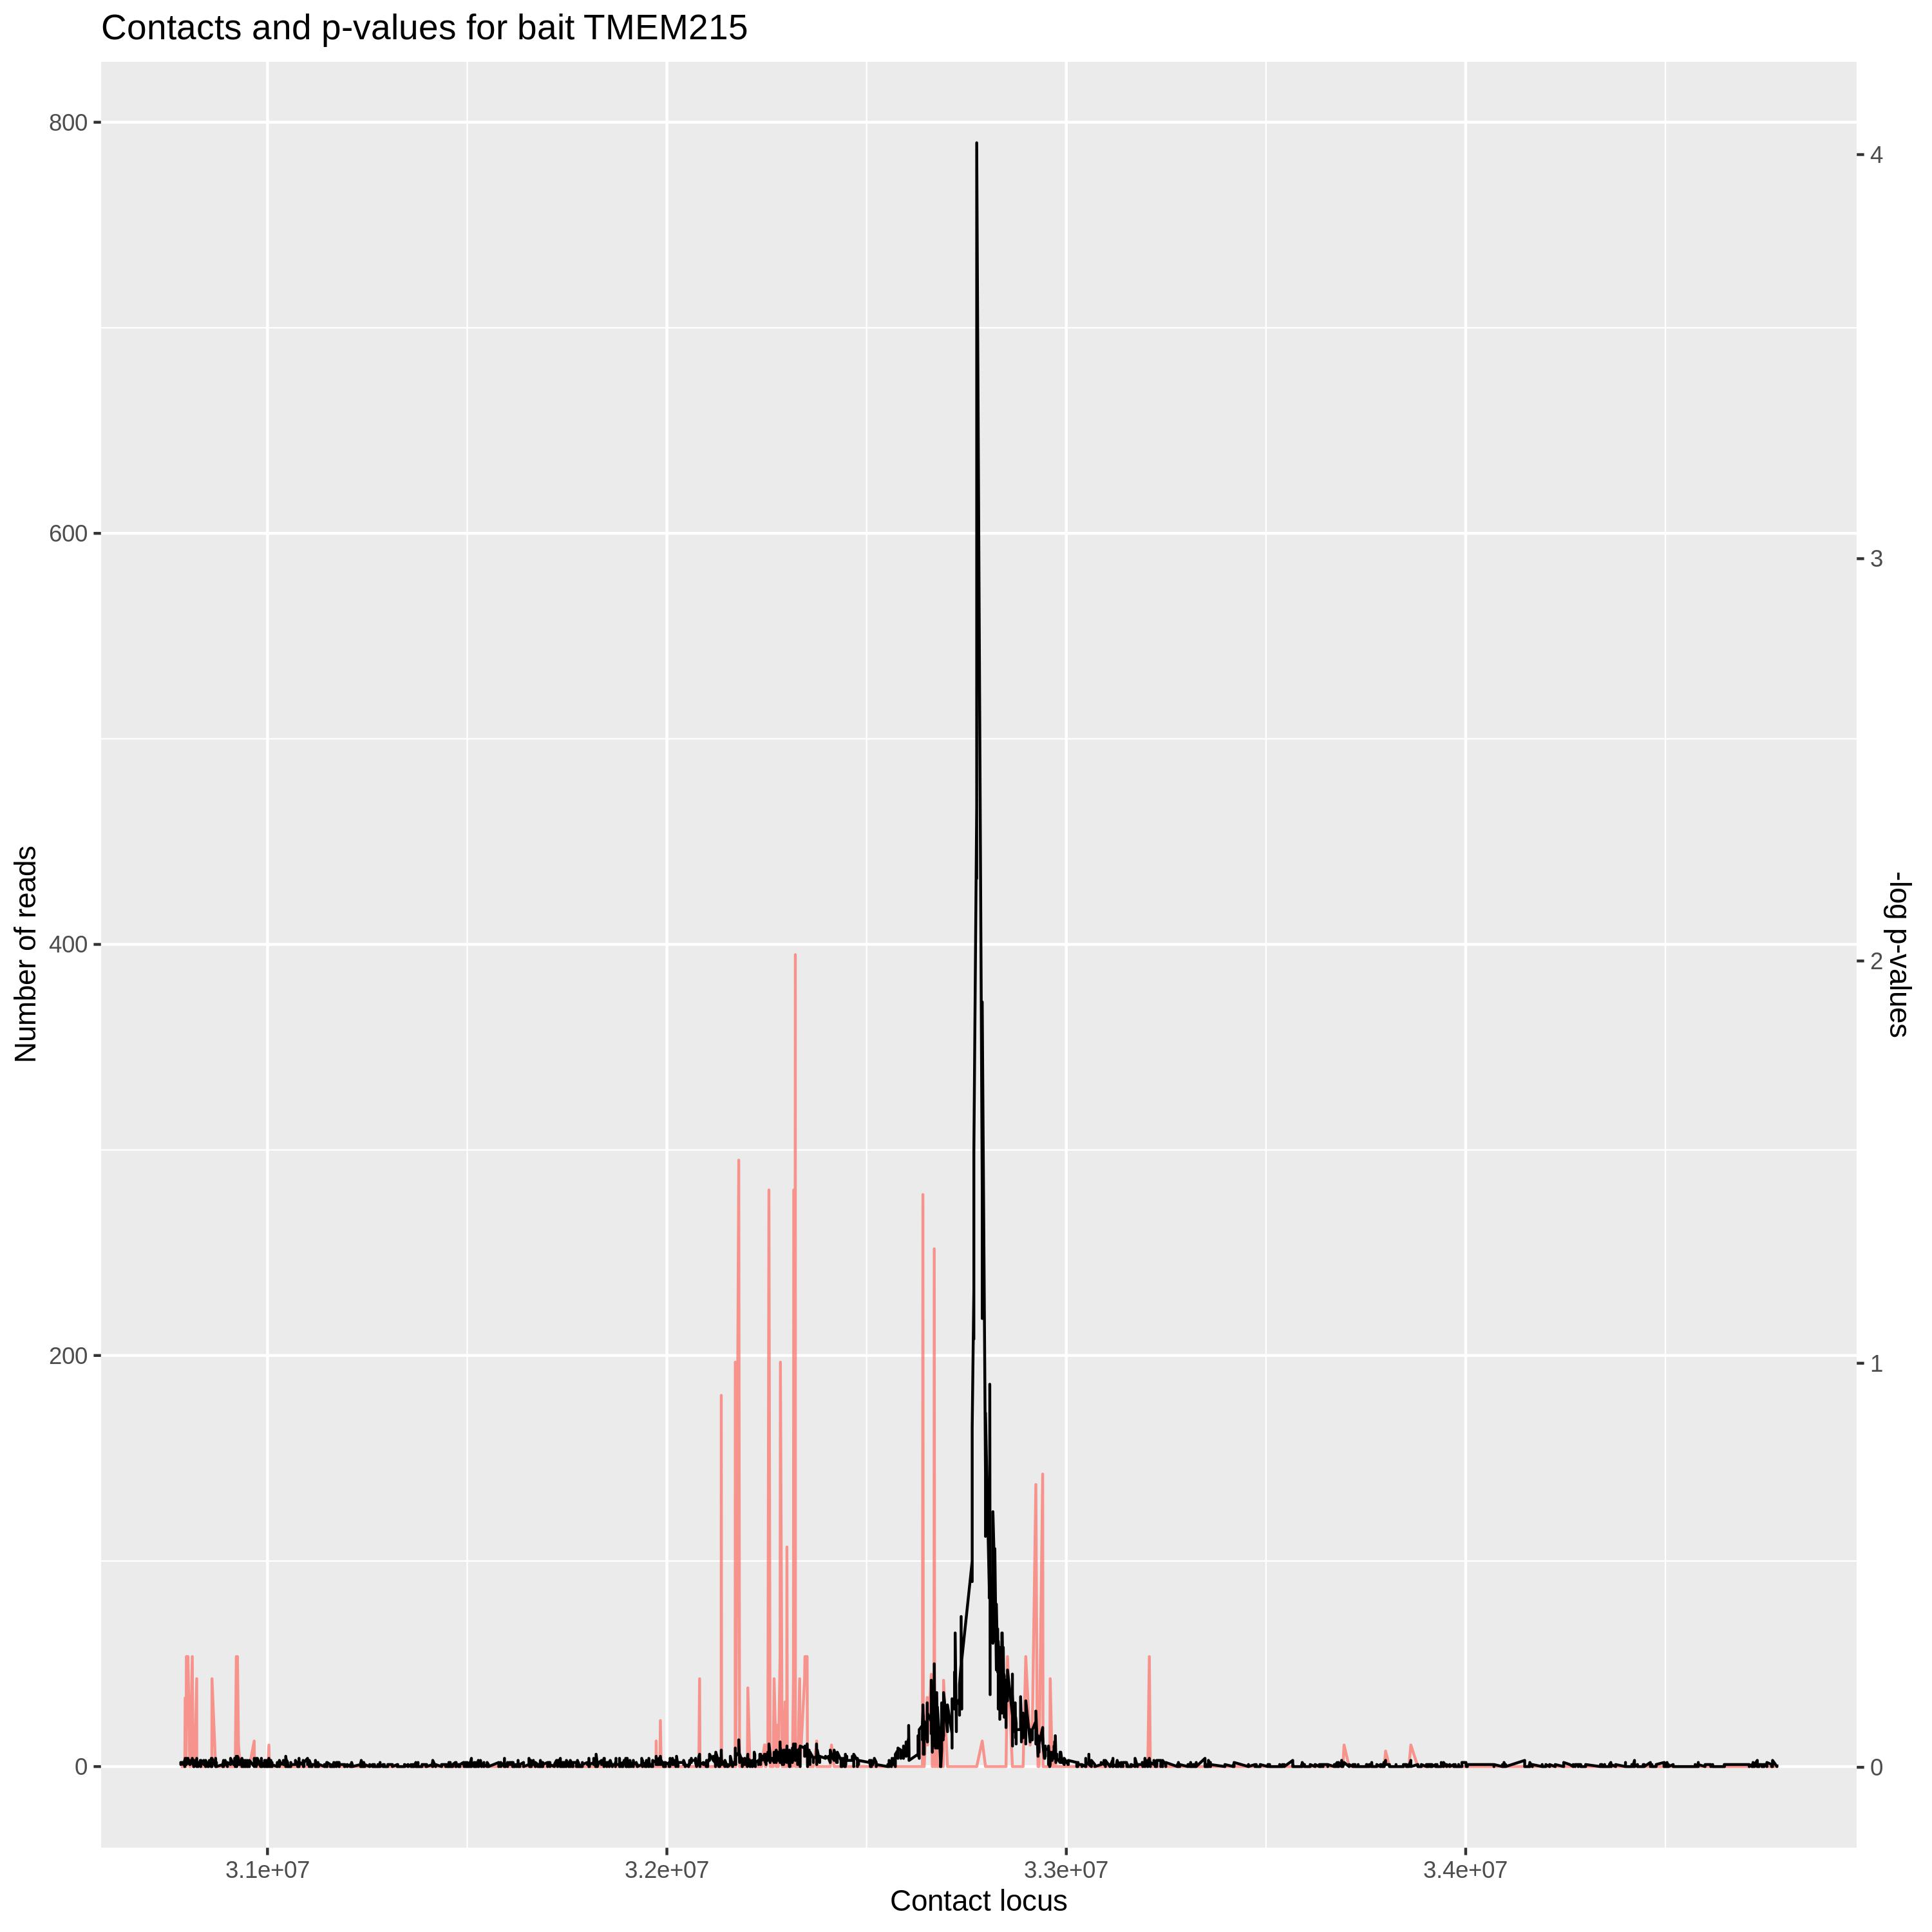 Contacts and p-values for bait TMEM215
800
600
400
200
0
Number of reads
4
3
2
1
0
-log p-values
3.1e+07
3.2e+07
3.3e+07
3.4e+07
Contact locus